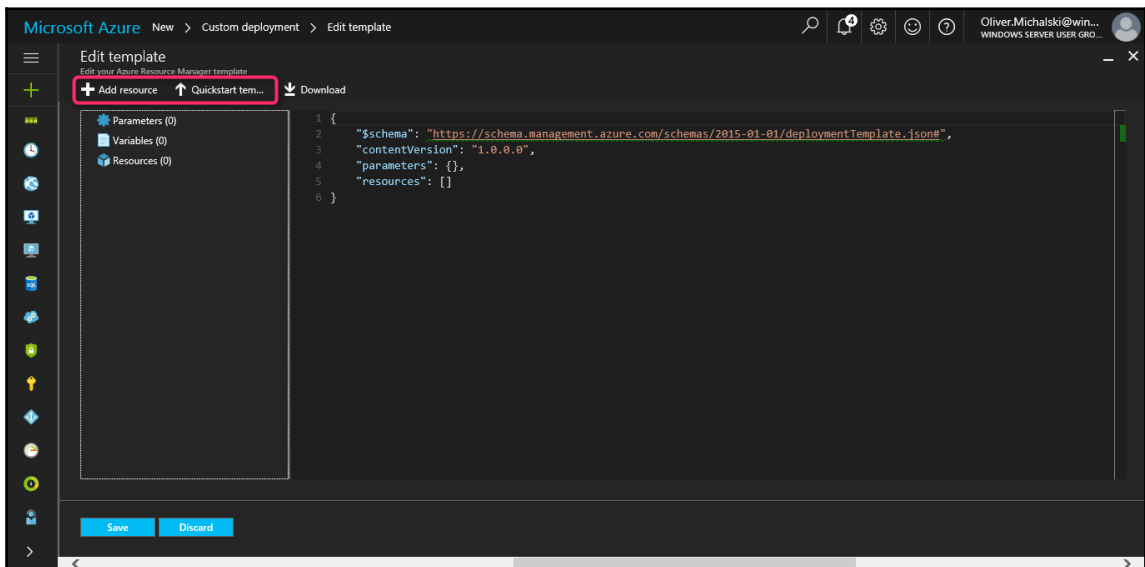 Microsoft Azure New > Custom deployment > Edit template
4
Oliver.Michalski@win...
WINDOWS SERVER USER GRO...
Edit template
Edit your Azure Resource Manager template
Add resource Quickstart tem... Download
Parameters (0)
Variables (0)
Resources (0)
1 {
2 "$schema": "https://schema.management.azure.com/schemas/2015-01-01/deploymentTemplate.json#",
3 "contentVersion": "1.0.0.0",
4 "parameters": {},
5 "resources": []
6 }
SQL
Save Discard